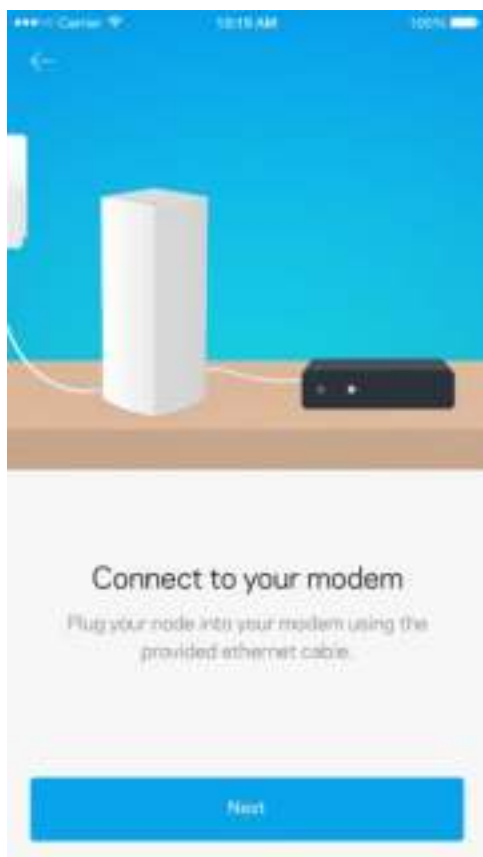 Carrier 10:19 AM 100%
Connect to your modem
Plug your node into your modem using the
provided ethernet cable.
Next